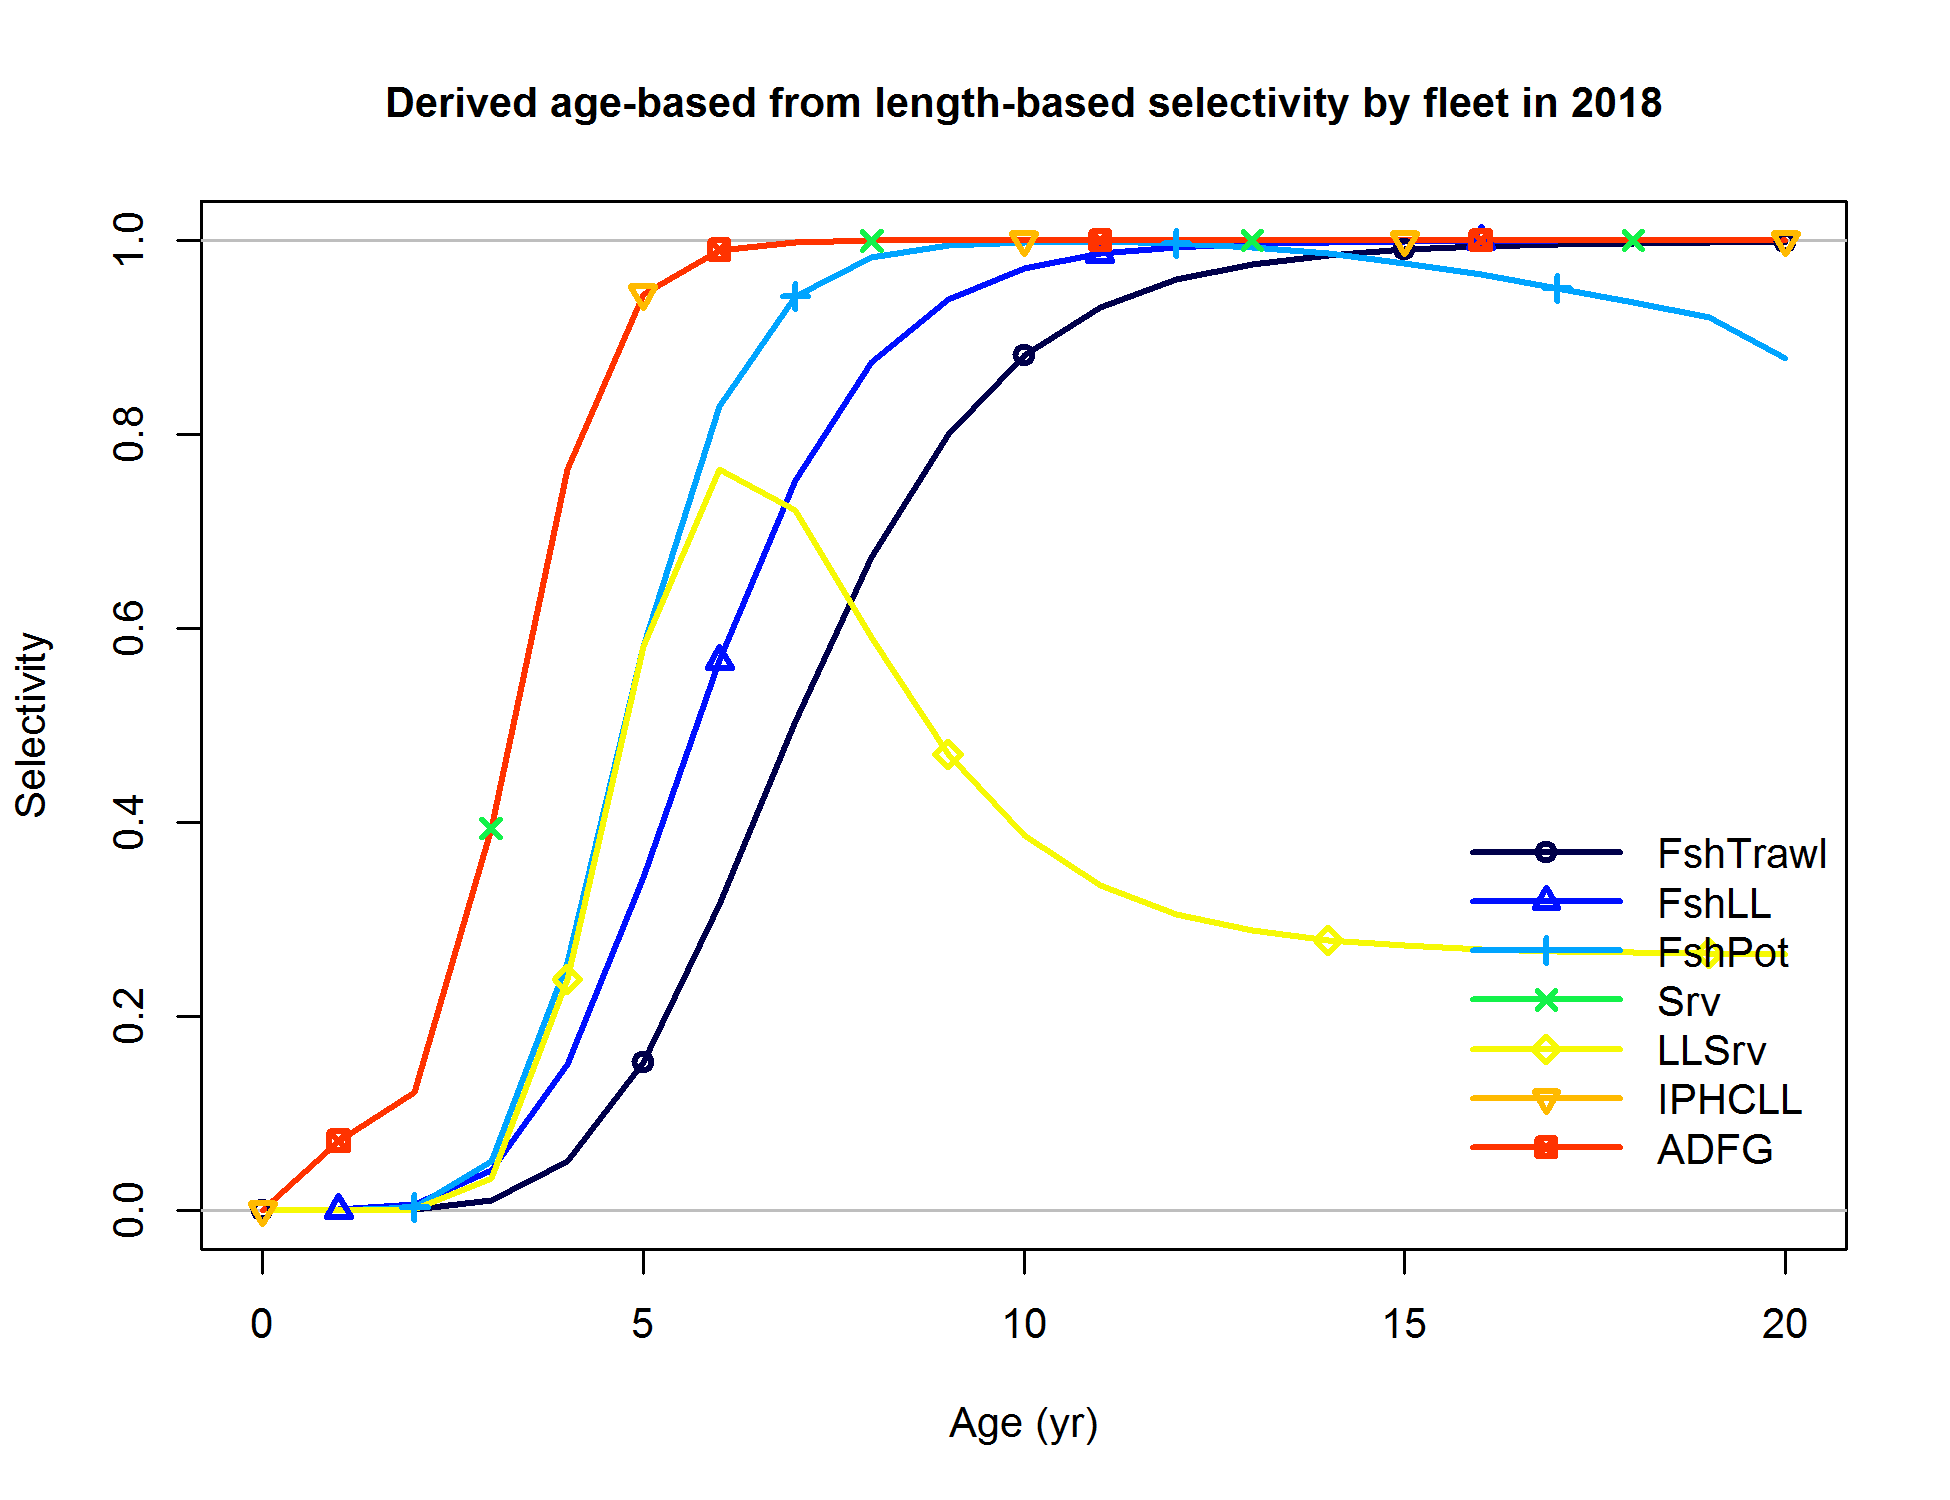 Derived age-based from length-based selectivity by fleet in 2018
Selectivity
1.0
0.8
0.6
0.4
0.2
0.0
0 5 10 15 20
Age (yr)
FshTrawl
FshLL
FshPot
Srv
LLSrv
IPHCLL
ADFG